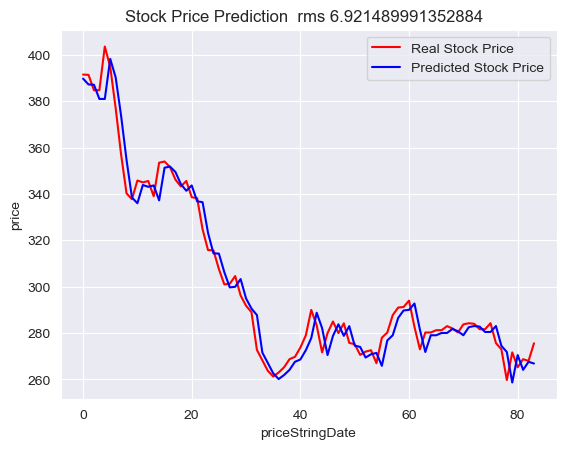 Stock Price Prediction  rms 6.921489991352884
Real Stock Price
Predicted Stock Price
price
400
380
360
340
320
300
280
260
0
20
40
60
80
priceStringDate